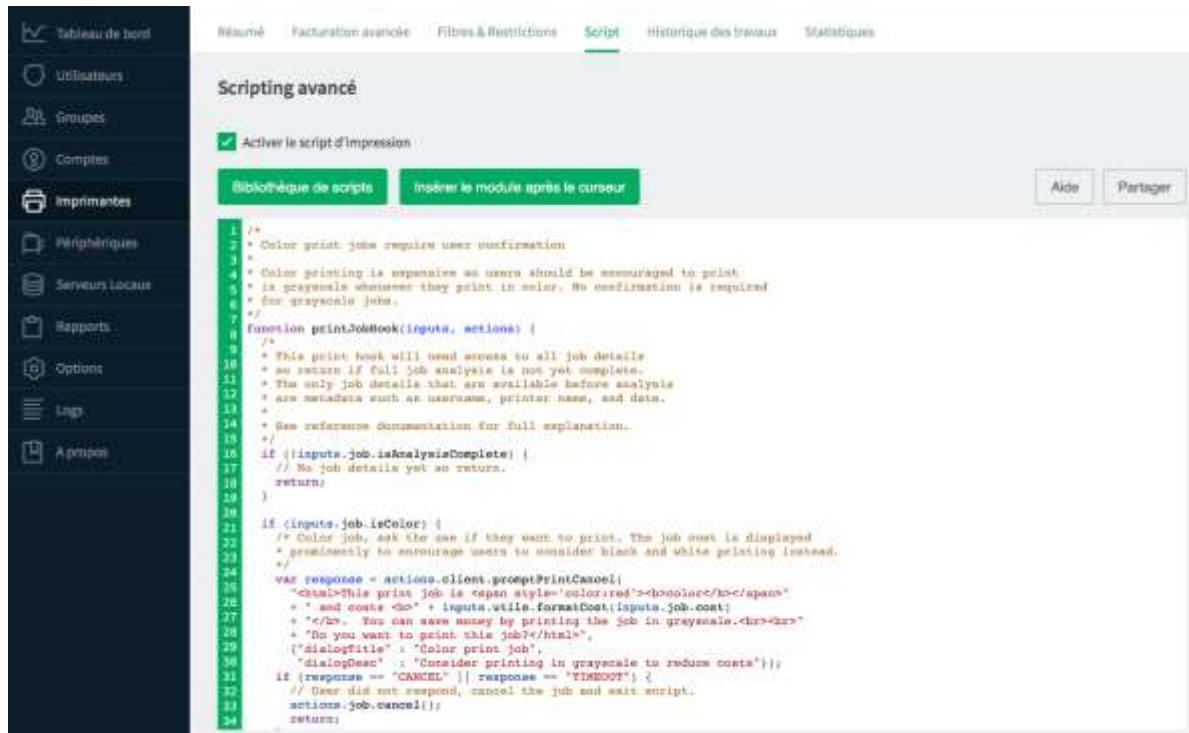 Tableau de bord
Utilisateurs
Groupes
Comptes
Imprimantes
Périphériques
Serveurs Locaux
Rapports
Options
Logs
A propos
Résumé Facturation avancée Filtres & Restrictions Script Historique des travaux Statistiques
Scripting avancé
Activer le script d'impression
Bibliothèque de scripts Insérer le module après le curseur Aide Partager
1 /*
2 * Color print jobs require user confirmation
3 *
4 * Color printing is expensive so users should be encouraged to print
5 * in grayscale whenever they print in color. No confirmation is required
6 * for grayscale jobs.
7 */
8 function printJobHook(inputs, actions) {
9 /*
10 * This print hook will need access to all job details
11 * so return if full job analysis is not yet complete.
12 * The only job details that are available before analysis
13 * are metadata such as username, printer name, and date.
14 *
15 * See reference documentation for full explanation.
16 */
17 if (!inputs.job.isAnalysisComplete) {
18 // No job details yet so return.
19 return;
20 }
21
22 if (inputs.job.isColor) {
23 /* Color job, ask the use if they want to print. The job cost is displayed
24 * prominently to encourage users to consider black and white printing instead.
25 */
26 var response = actions.client.promptPrintCancel(
27 "<html>This print job is <span style='color:red'><b>color</b></span>"
28 + " and costs <b>" + inputs.utils.formatCost(inputs.job.cost)
29 + "</b>. You can save money by printing the job in grayscale.<br><br>"
30 + "Do you want to print this job?</html>",
31 {"dialogTitle" : "Color print job",
32 "dialogDesc" : "Consider printing in grayscale to reduce costs"});
33 if (response == "CANCEL" || response == "TIMEOUT") {
34 // User did not respond, cancel the job and exit script.
actions.job.cancel();
return;